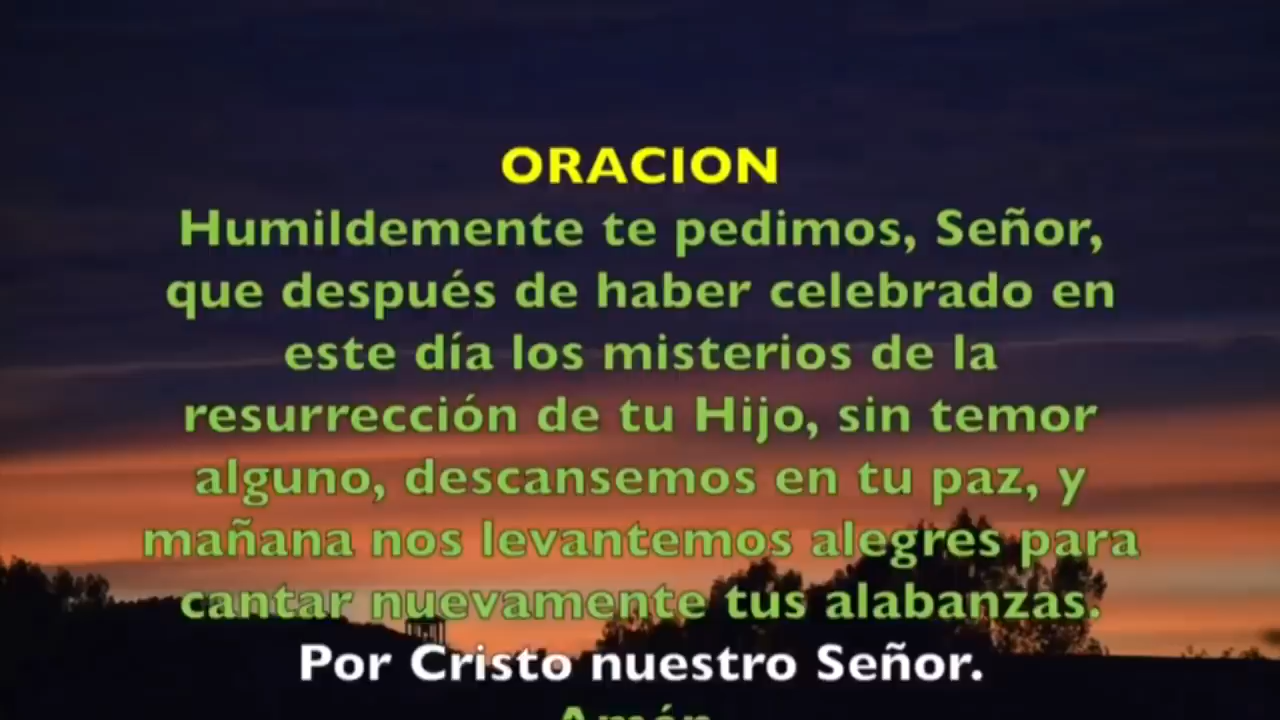 ORACION
Humildemente te pedimos, Señor,
que después de haber celebrado en
este día los misterios de la
resurrección de tu Hijo, sin temor
alguno, descansemos en tu paz, y
mañana nos levantemos alegres para
cantar nuevamente tus alabanzas.
Por Cristo nuestro Señor.
Amén